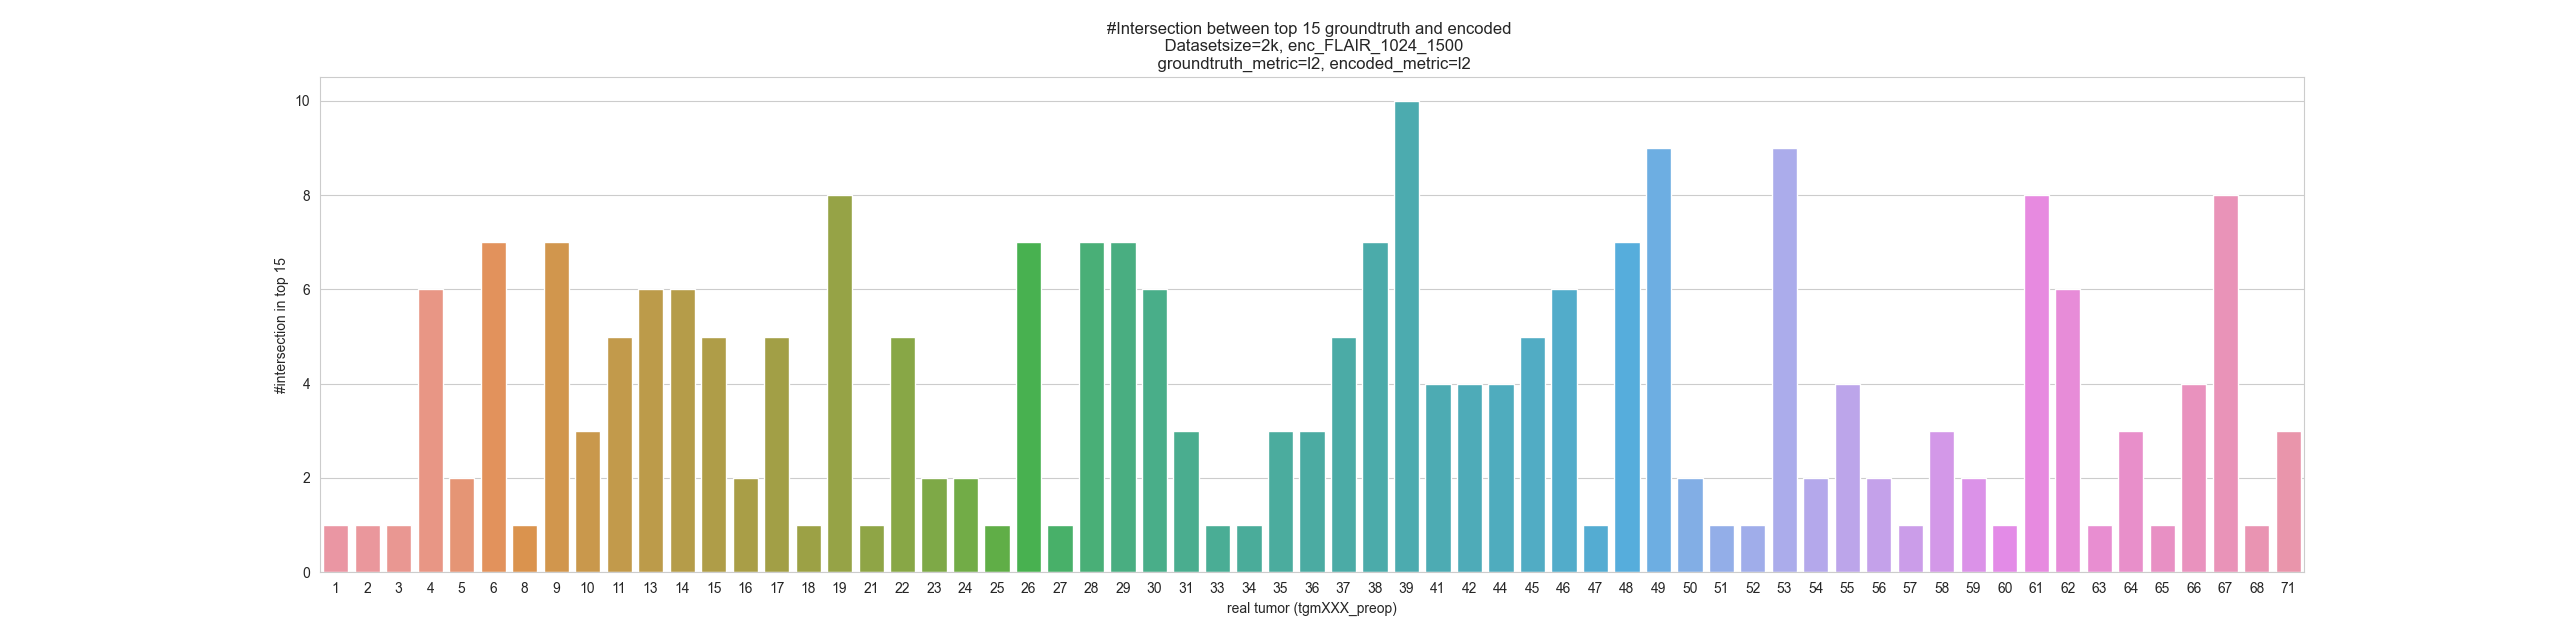 #Intersection between top 15 groundtruth and encoded
Datasetsize=2k, enc_FLAIR_1024_1500
groundtruth_metric=l2, encoded_metric=l2
10
8
6
4
2
0
#intersection in top 15
1 2 3 4 5 6 8 9 10 11 13 14 15 16 17 18 19 21 22 23 24 25 26 27 28 29 30 31 33 34 35 36 37 38 39 41 42 44 45 46 47 48 49 50 51 52 53 54 55 56 57 58 59 60 61 62 63 64 65 66 67 68 71
real tumor (tgmXXX_preop)